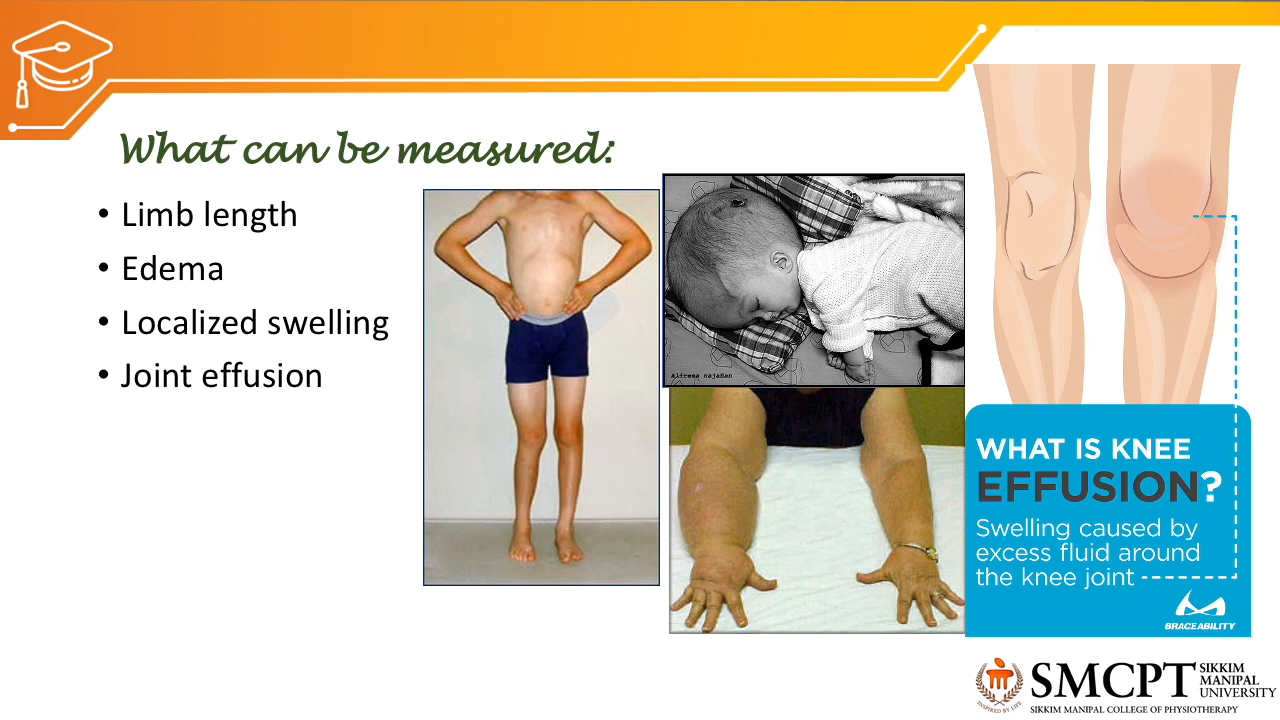 What can be measured:
• Limb length
• Edema
• Localized swelling
• Joint effusion
Alireza najafian
WHAT IS KNEE
EFFUSION?
Swelling caused by
excess fluid around
the knee joint
BRACEABILITY
INSPIRED BY LIFE
SMCPT
SIKKIM
MANIPAL
UNIVERSITY
SIKKIM MANIPAL COLLEGE OF PHYSIOTHERAPY